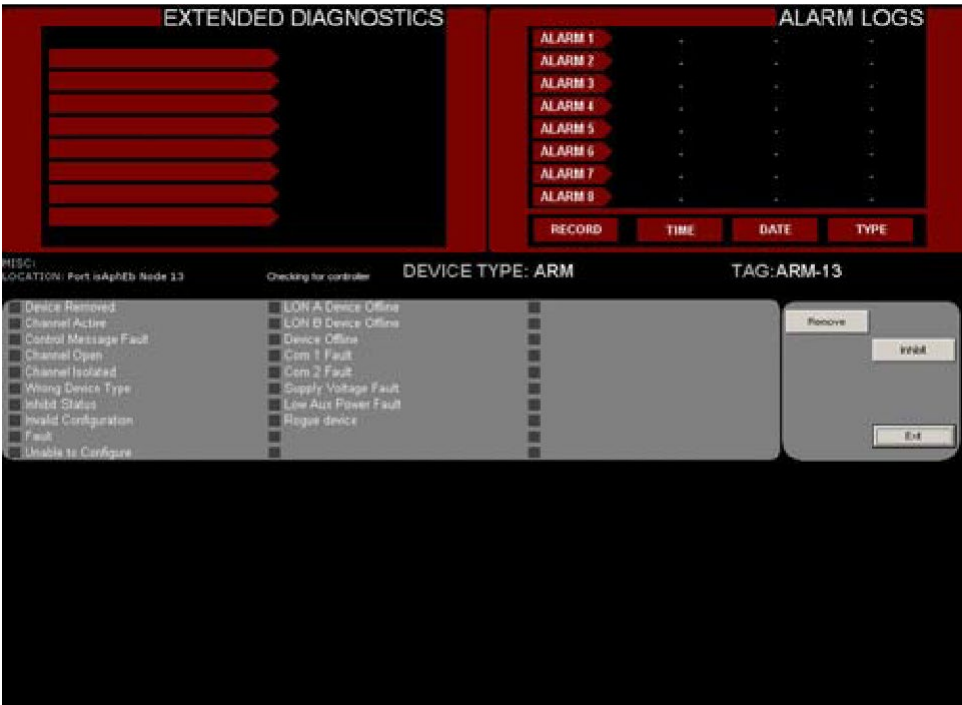 EXTENDED DIAGNOSTICS
ALARM LOGS
ALARM 1 - - -
ALARM 2 - - -
ALARM 3 - - -
ALARM 4 - - -
ALARM 5 - - -
ALARM 6 - - -
ALARM 7 - - -
ALARM 8 - - -
RECORD TIME DATE TYPE
MISC:
LOCATION: Port isAphEb Node 13
Checking for controller
DEVICE TYPE: ARM
TAG:ARM-13
Device Removed
Channel Active
Control Message Fault
Channel Open
Channel Isolated
Wrong Device Type
Inhibit Status
Invalid Configuration
Fault
Unable to Configure
LON A Device Offline
LON B Device Offline
Device Offline
Com 1 Fault
Com 2 Fault
Supply Voltage Fault
Low Aux Power Fault
Rogue device
Remove
Inhibit
Exit